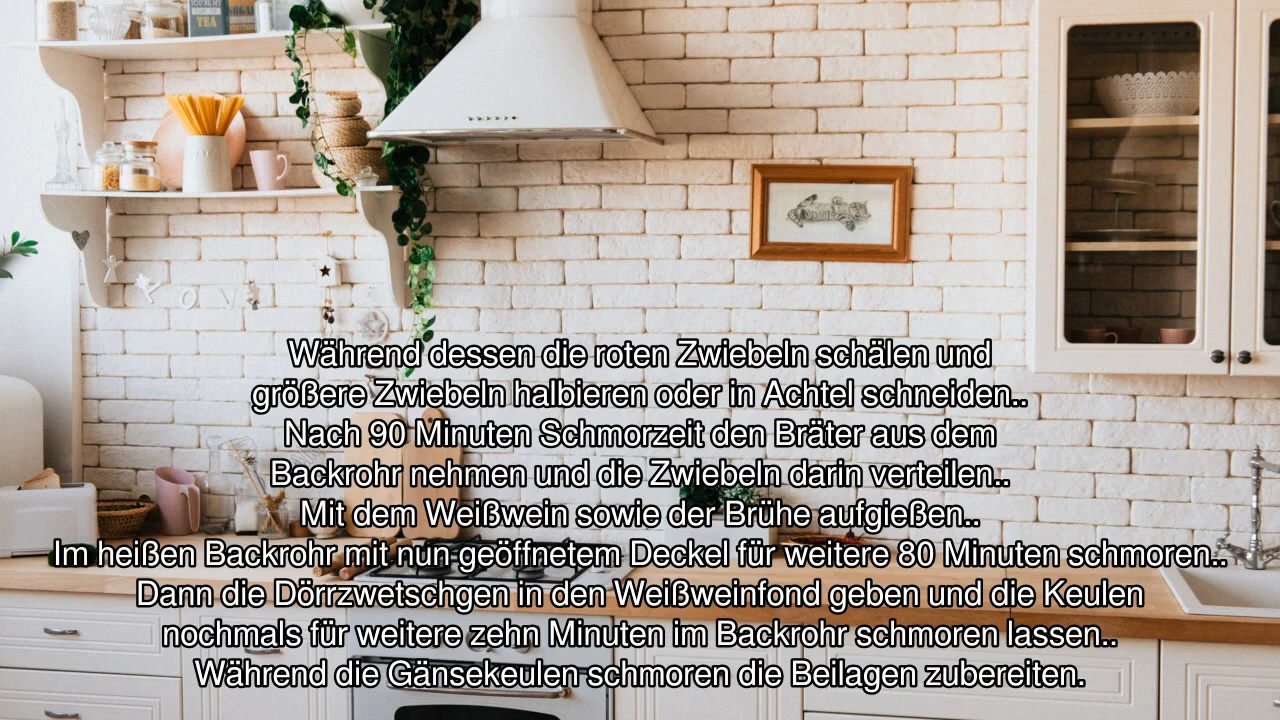 TEA
Während dessen die roten Zwiebeln schälen und
größere Zwiebeln halbieren oder in Achtel schneiden..
Nach 90 Minuten Schmorzeit den Bräter aus dem
Backrohr nehmen und die Zwiebeln darin verteilen..
Mit dem Weißwein sowie der Brühe aufgießen..
Im heißen Backrohr mit nun geöffnetem Deckel für weitere 80 Minuten schmoren..
Dann die Dörrzwetschgen in den Weißweinfond geben und die Keulen
nochmals für weitere zehn Minuten im Backrohr schmoren lassen..
Während die Gänsekeulen schmoren die Beilagen zubereiten.